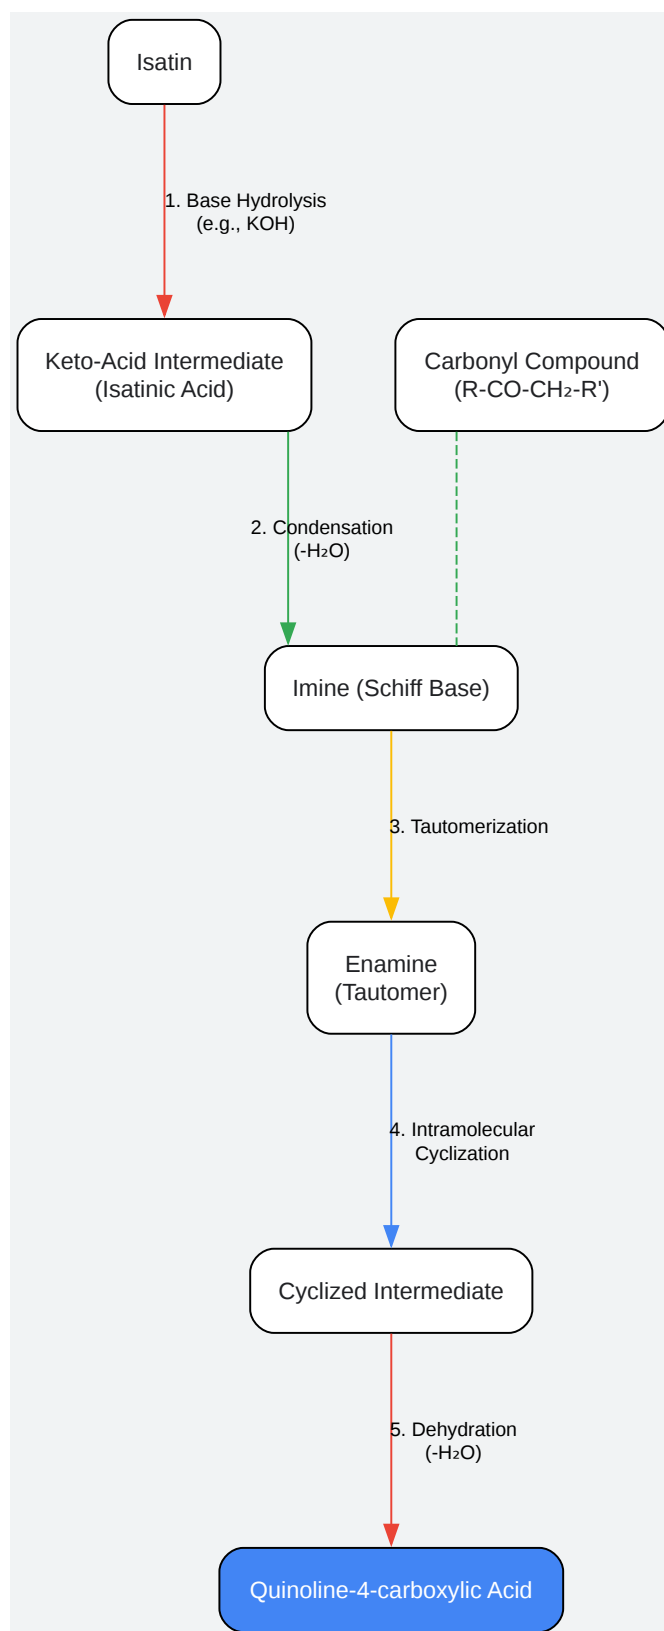 Isatin
1. Base Hydrolysis
(e.g., KOH)
Keto-Acid Intermediate
(Isatinic Acid)
Carbonyl Compound
(R-CO-CH₂-R')
2. Condensation
(-H₂O)
Imine (Schiff Base)
3. Tautomerization
Enamine
(Tautomer)
4. Intramolecular
Cyclization
Cyclized Intermediate
5. Dehydration
(-H₂O)
Quinoline-4-carboxylic Acid